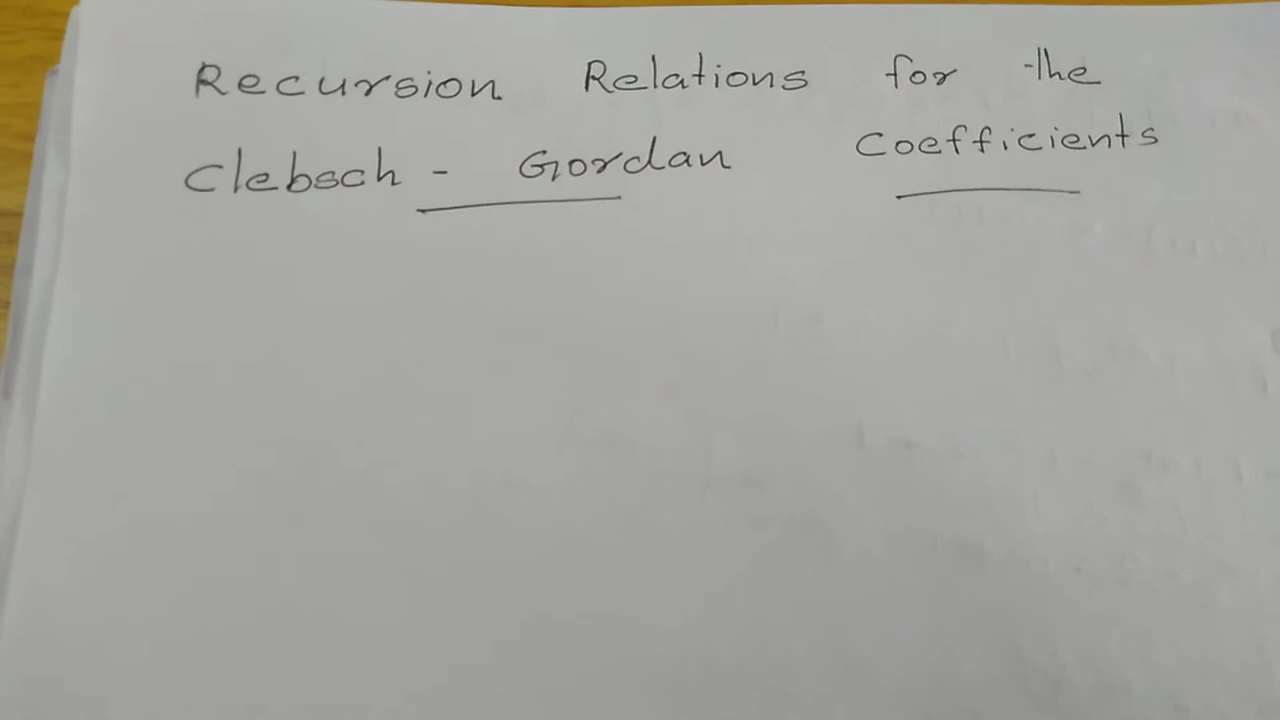 Recursion Relations for the
Clebsch - Gordan Coefficients